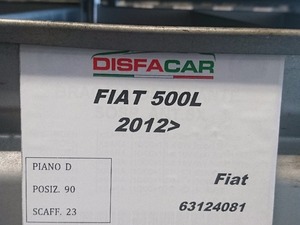 DISFACAR
FIAT 500L
2012>
PIANO D
POSIZ. 90
SCAFF. 23
Fiat
63124081